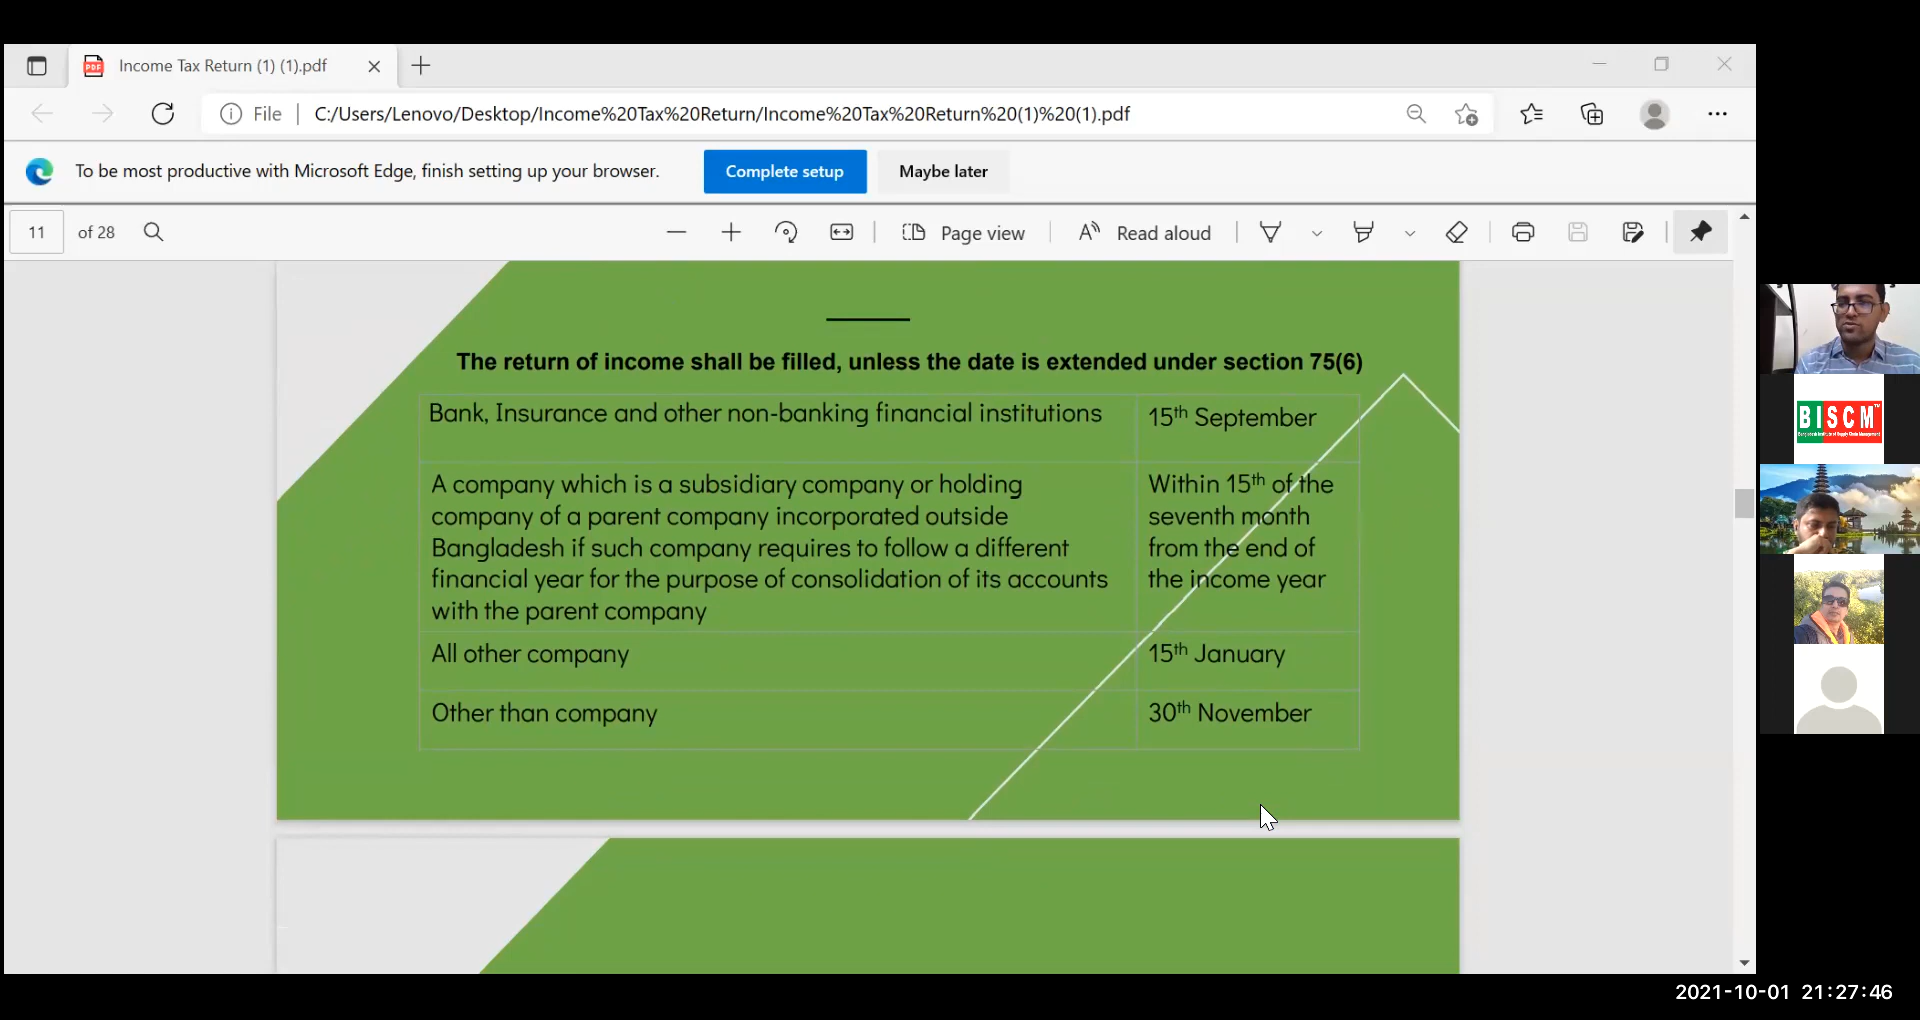 Income Tax Return (1) (1).pdf
File
C:/Users/Lenovo/Desktop/Income%20Tax%20Return/Income%20Tax%20Return%20(1)%20(1).pdf
To be most productive with Microsoft Edge, finish setting up your browser.
Complete setup
Maybe later
11 of 28
Page view
Read aloud
The return of income shall be filled, unless the date is extended under section 75(6)
Bank, Insurance and other non-banking financial institutions
15th September
A company which is a subsidiary company or holding
company of a parent company incorporated outside
Bangladesh if such company requires to follow a different
financial year for the purpose of consolidation of its accounts
with the parent company
Within 15th of the
seventh month
from the end of
the income year
All other company
15th January
Other than company
30th November
BISCM™
Bangladesh Institute of Supply Chain Management
2021-10-01 21:27:46